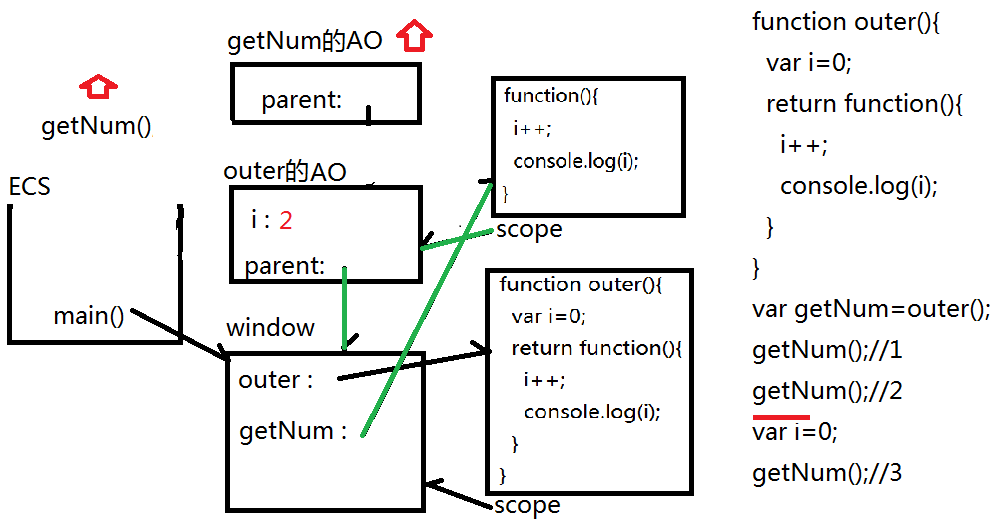 getNum的AO
parent:
getNum()
ECS
main()
outer的AO
i : 2
parent:
window
outer :
getNum :
function(){
i++;
console.log(i);
}
scope
function outer(){
var i=0;
return function(){
i++;
console.log(i);
}
}
scope
function outer(){
var i=0;
return function(){
i++;
console.log(i);
}
}
var getNum=outer();
getNum();//1
getNum();//2
var i=0;
getNum();//3